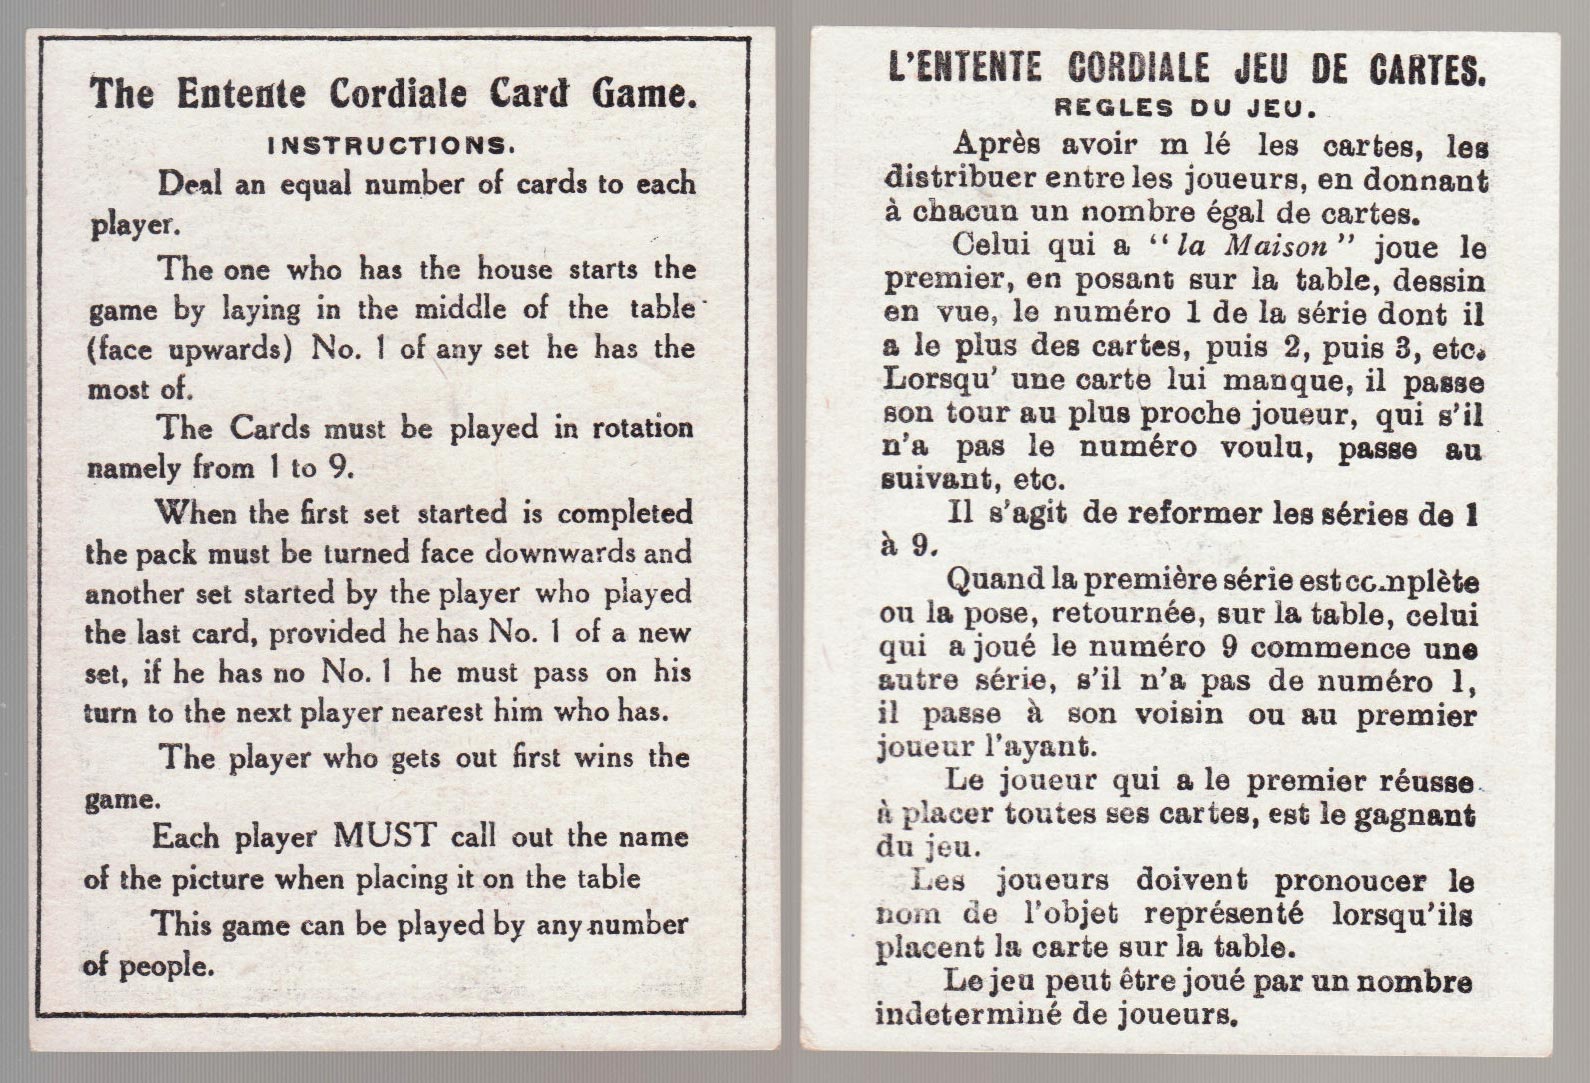 The Entente Cordiale Card Game.
INSTRUCTIONS.
Deal an equal number of cards to each
player.
The one who has the house starts the
game by laying in the middle of the table
(face upwards) No. 1 of any set he has the
most of.
The Cards must be played in rotation
namely from 1 to 9.
When the first set started is completed
the pack must be turned face downwards and
another set started by the player who played
the last card, provided he has No. 1 of a new
set, if he has no No. 1 he must pass on his
turn to the next player nearest him who has.
The player who gets out first wins the
game.
Each player MUST call out the name
of the picture when placing it on the table
This game can be played by any number
of people.
L'ENTENTE CORDIALE JEU DE CARTES.
REGLES DU JEU.
Après avoir m lé les cartes, les
distribuer entre les joueurs, en donnant
à chacun un nombre égal de cartes.
Celui qui a "la Maison" joue le
premier, en posant sur la table, dessin
en vue, le numéro 1 de la série dont il
a le plus des cartes, puis 2, puis 3, etc.
Lorsqu' une carte lui manque, il passe
son tour au plus proche joueur, qui s'il
n'a pas le numéro voulu, passe au
suivant, etc.
Il s'agit de reformer les séries de 1
à 9.
Quand la première série est complète
ou la pose, retournée, sur la table, celui
qui a joué le numéro 9 commence une
autre série, s'il n'a pas de numéro 1,
il passe à son voisin ou au premier
joueur l'ayant.
Le joueur qui a le premier réusse
à placer toutes ses cartes, est le gagnant
du jeu.
Les joueurs doivent pronoucer le
nom de l'objet représenté lorsqu'ils
placent la carte sur la table.
Le jeu peut être joué par un nombre
indeterminé de joueurs.